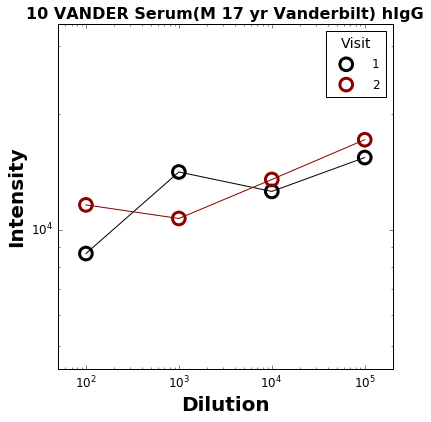 10 VANDER Serum(M 17 yr Vanderbilt) hIgG
Visit
1
2
Intensity
10^4
10^2 10^3 10^4 10^5
Dilution